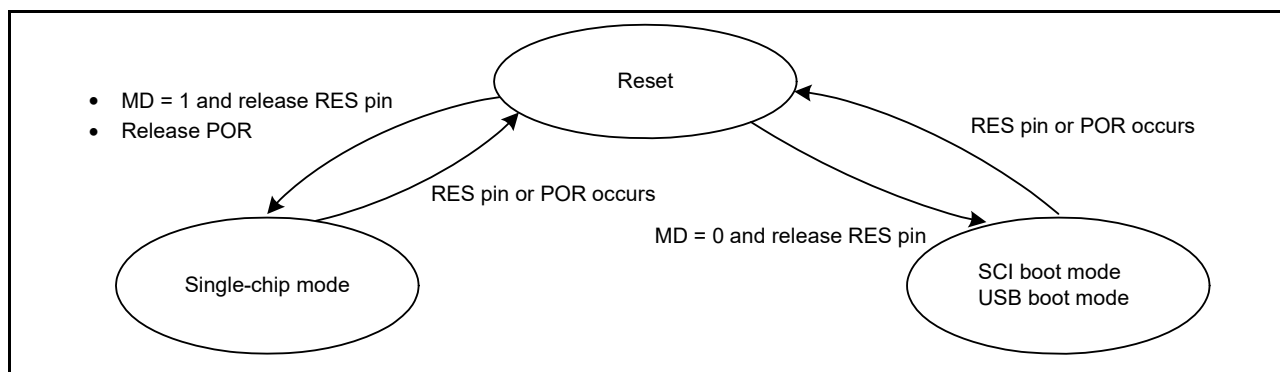 Reset
• MD = 1 and release RES pin
• Release POR
RES pin or POR occurs
RES pin or POR occurs
MD = 0 and release RES pin
Single-chip mode
SCI boot mode
USB boot mode